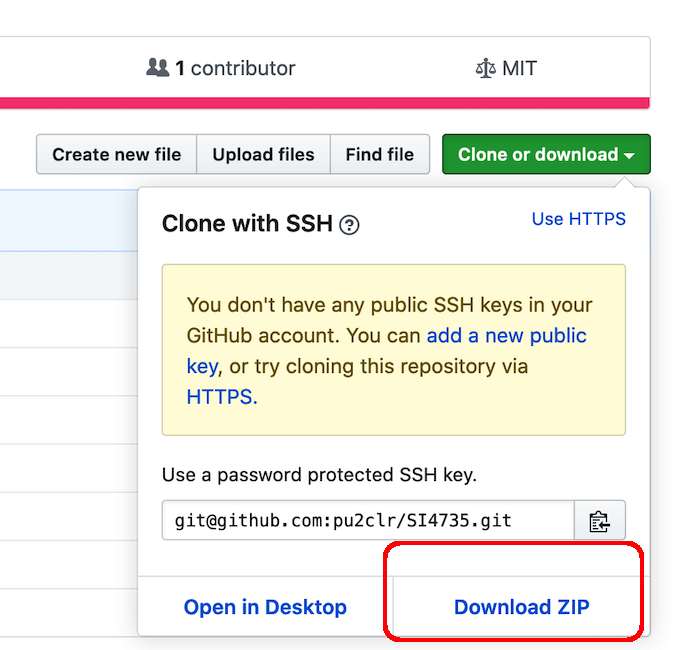 1 contributor
MIT
Create new file
Upload files
Find file
Clone or download
Clone with SSH
Use HTTPS
You don't have any public SSH keys in your
GitHub account. You can add a new public
key, or try cloning this repository via
HTTPS.
Use a password protected SSH key.
git@github.com:pu2clr/SI4735.git
Open in Desktop
Download ZIP